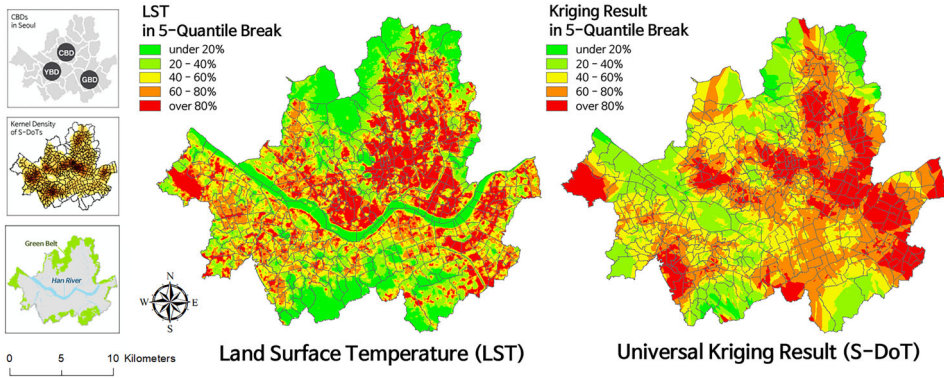 CBDs
in Seoul
CBD
YBD
GBD
Kernel Density
of S-DoTs
Green Belt
Han River
0 5 10 Kilometers
N
W E
S
LST
in 5-Quantile Break
under 20%
20 - 40%
40 - 60%
60 - 80%
over 80%
Land Surface Temperature (LST)
Kriging Result
in 5-Quantile Break
under 20%
20 - 40%
40 - 60%
60 - 80%
over 80%
Universal Kriging Result (S-DoT)